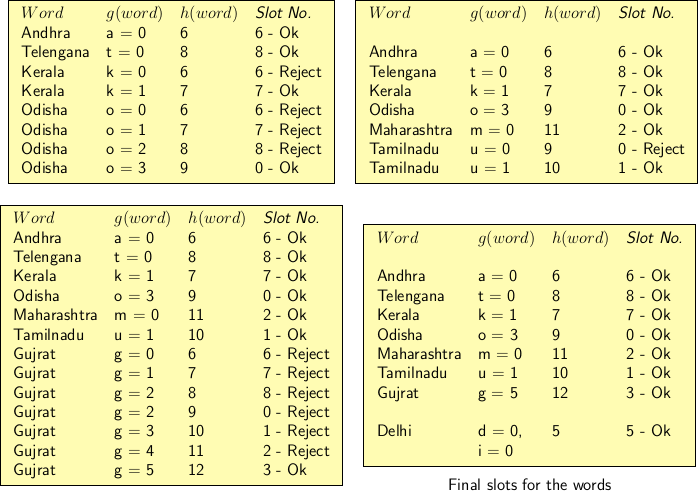 Word g(word) h(word) Slot No.
Andhra a = 0 6 6 - Ok
Telengana t = 0 8 8 - Ok
Kerala k = 0 6 6 - Reject
Kerala k = 1 7 7 - Ok
Odisha o = 0 6 6 - Reject
Odisha o = 1 7 7 - Reject
Odisha o = 2 8 8 - Reject
Odisha o = 3 9 0 - Ok
Word g(word) h(word) Slot No.
Andhra a = 0 6 6 - Ok
Telengana t = 0 8 8 - Ok
Kerala k = 1 7 7 - Ok
Odisha o = 3 9 0 - Ok
Maharashtra m = 0 11 2 - Ok
Tamilnadu u = 0 9 0 - Reject
Tamilnadu u = 1 10 1 - Ok
Word g(word) h(word) Slot No.
Andhra a = 0 6 6 - Ok
Telengana t = 0 8 8 - Ok
Kerala k = 1 7 7 - Ok
Odisha o = 3 9 0 - Ok
Maharashtra m = 0 11 2 - Ok
Tamilnadu u = 1 10 1 - Ok
Gujrat g = 0 6 6 - Reject
Gujrat g = 1 7 7 - Reject
Gujrat g = 2 8 8 - Reject
Gujrat g = 2 9 0 - Reject
Gujrat g = 3 10 1 - Reject
Gujrat g = 4 11 2 - Reject
Gujrat g = 5 12 3 - Ok
Word g(word) h(word) Slot No.
Andhra a = 0 6 6 - Ok
Telengana t = 0 8 8 - Ok
Kerala k = 1 7 7 - Ok
Odisha o = 3 9 0 - Ok
Maharashtra m = 0 11 2 - Ok
Tamilnadu u = 1 10 1 - Ok
Gujrat g = 5 12 3 - Ok
Delhi d = 0, 5 5 - Ok
i = 0
Final slots for the words